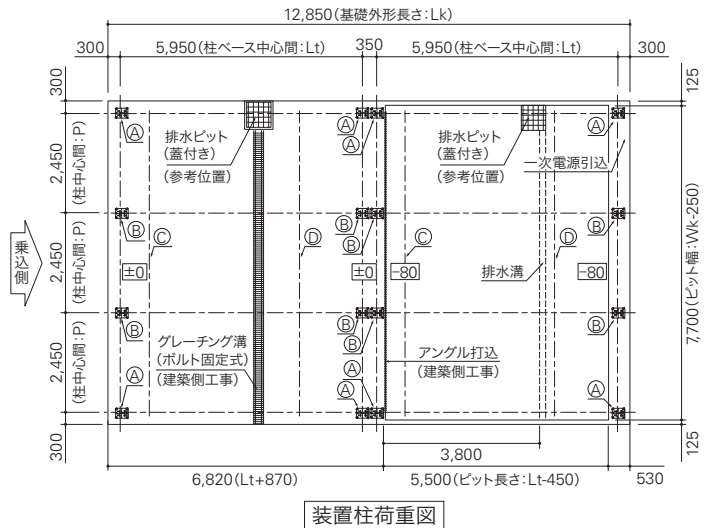 12,850(基礎外形長さ:Lk)
300
5,950(柱ベース中心間:Lt)
350
5,950(柱ベース中心間:Lt)
300
300
125
Ⓐ
排水ピット
(蓋付き)
(参考位置)
Ⓐ
Ⓐ
排水ピット
(蓋付き)
(参考位置)
Ⓐ
一次電源引込
2,450
(柱中心間:P)
Ⓑ
Ⓒ
Ⓓ
Ⓑ
Ⓑ
Ⓒ
Ⓓ
Ⓑ
乗込側
2,450
(柱中心間:P)
±0
±0
-80
排水溝
-80
7,700(ピット幅:Wk-250)
Ⓑ
グレーチング溝
(ボルト固定式)
(建築側工事)
Ⓑ
Ⓑ
アングル打込
(建築側工事)
Ⓑ
2,450
(柱中心間:P)
Ⓐ
Ⓐ
Ⓐ
Ⓐ
300
3,800
125
6,820(Lt+870)
5,500(ピット長さ:Lt-450)
530
装置柱荷重図